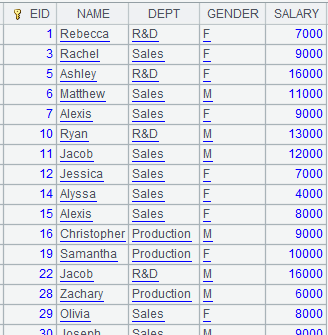 EID NAME DEPT GENDER SALARY
1 Rebecca R&D F 7000
3 Rachel Sales F 9000
5 Ashley R&D F 16000
6 Matthew Sales M 11000
7 Alexis Sales F 9000
10 Ryan R&D M 13000
11 Jacob Sales M 12000
12 Jessica Sales F 7000
14 Alyssa Sales F 4000
15 Alexis Sales F 8000
16 Christopher Production M 9000
19 Samantha Production F 10000
22 Jacob R&D M 16000
28 Zachary Production M 6000
29 Olivia Sales F 8000
30 Joseph Sales M 9000